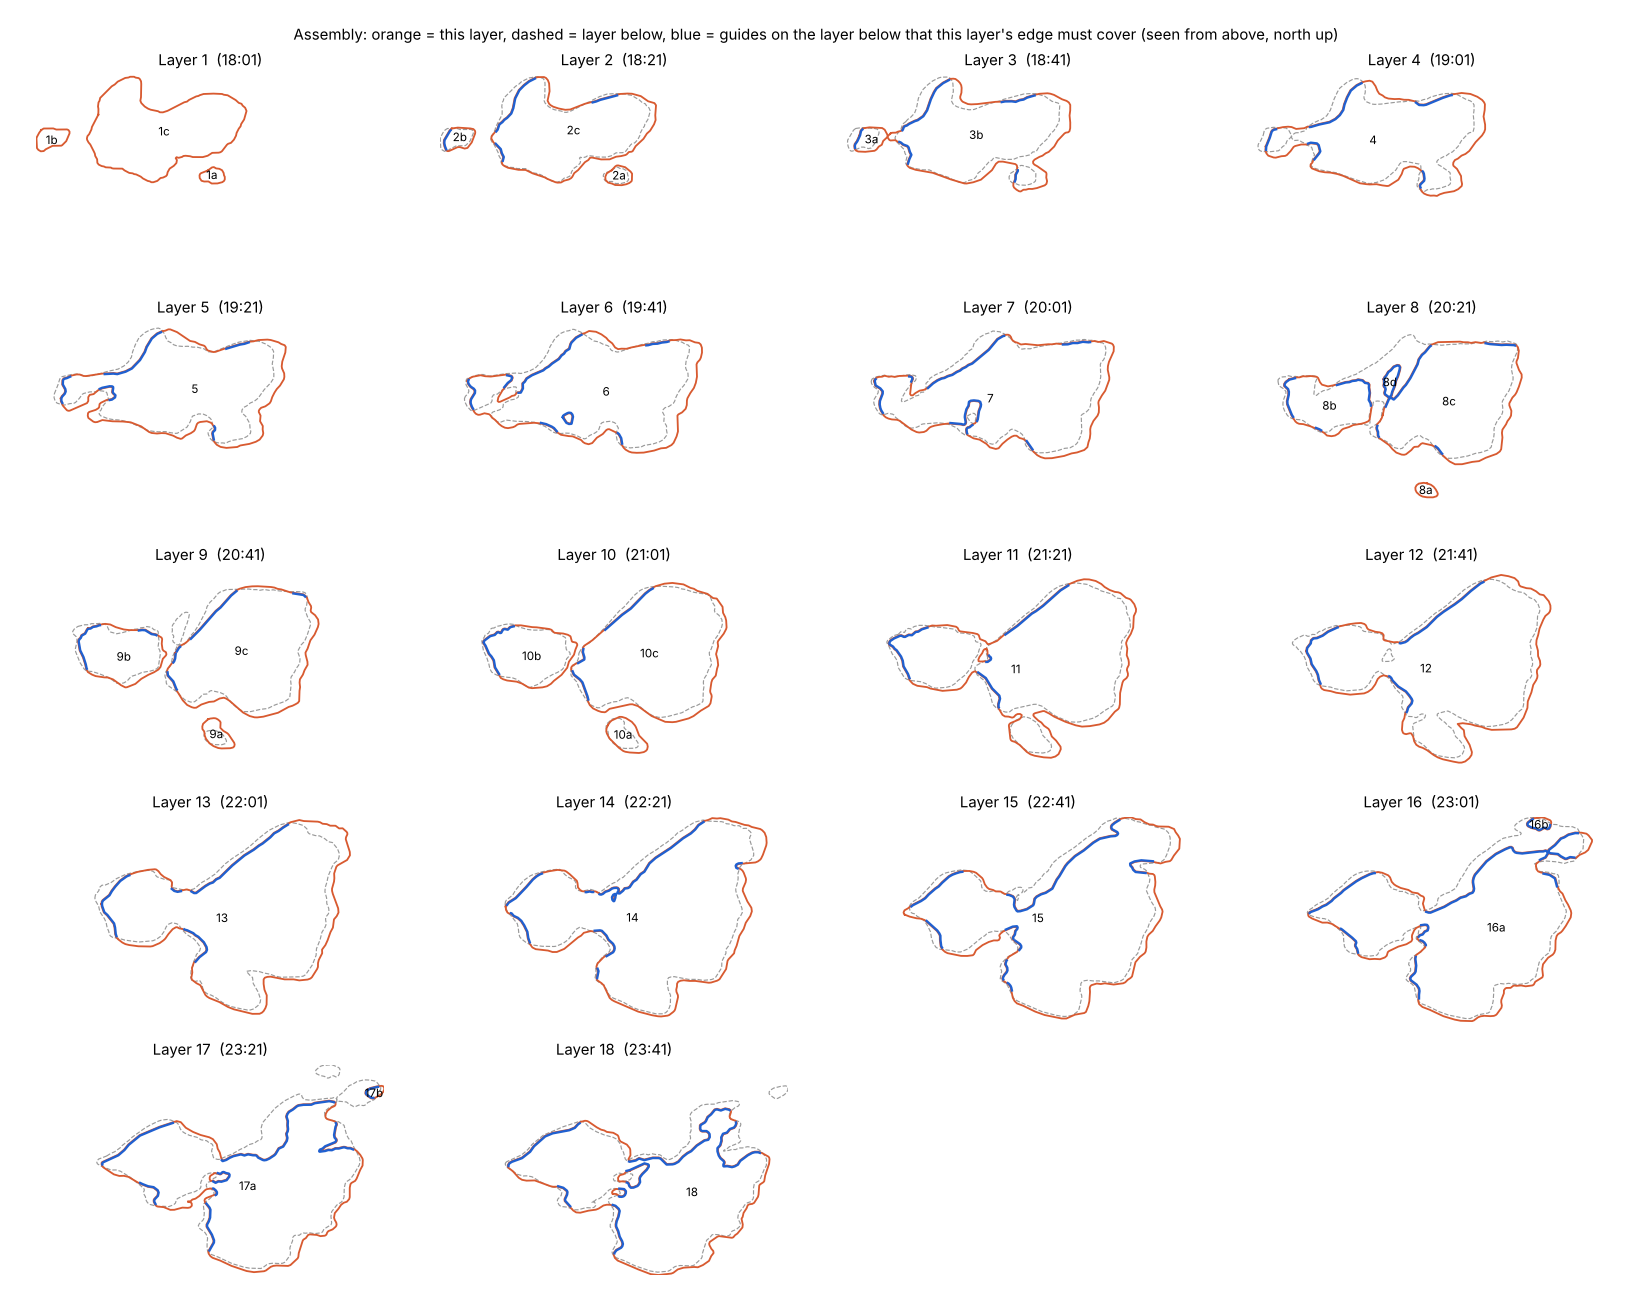 Assembly: orange = this layer, dashed = layer below, blue = guides on the layer below that this layer's edge must cover (seen from above, north up)
Layer 1 (18:01)
Layer 2 (18:21)
Layer 3 (18:41)
Layer 4 (19:01)
1c
1b
1a
2c
2b
2a
3b
3a
4
Layer 5 (19:21)
Layer 6 (19:41)
Layer 7 (20:01)
Layer 8 (20:21)
5
6
7
8d
8b
8c
8a
Layer 9 (20:41)
Layer 10 (21:01)
Layer 11 (21:21)
Layer 12 (21:41)
9b
9c
9a
10b
10c
10a
11
12
Layer 13 (22:01)
Layer 14 (22:21)
Layer 15 (22:41)
Layer 16 (23:01)
13
14
15
16b
16a
Layer 17 (23:21)
Layer 18 (23:41)
17b
17a
18